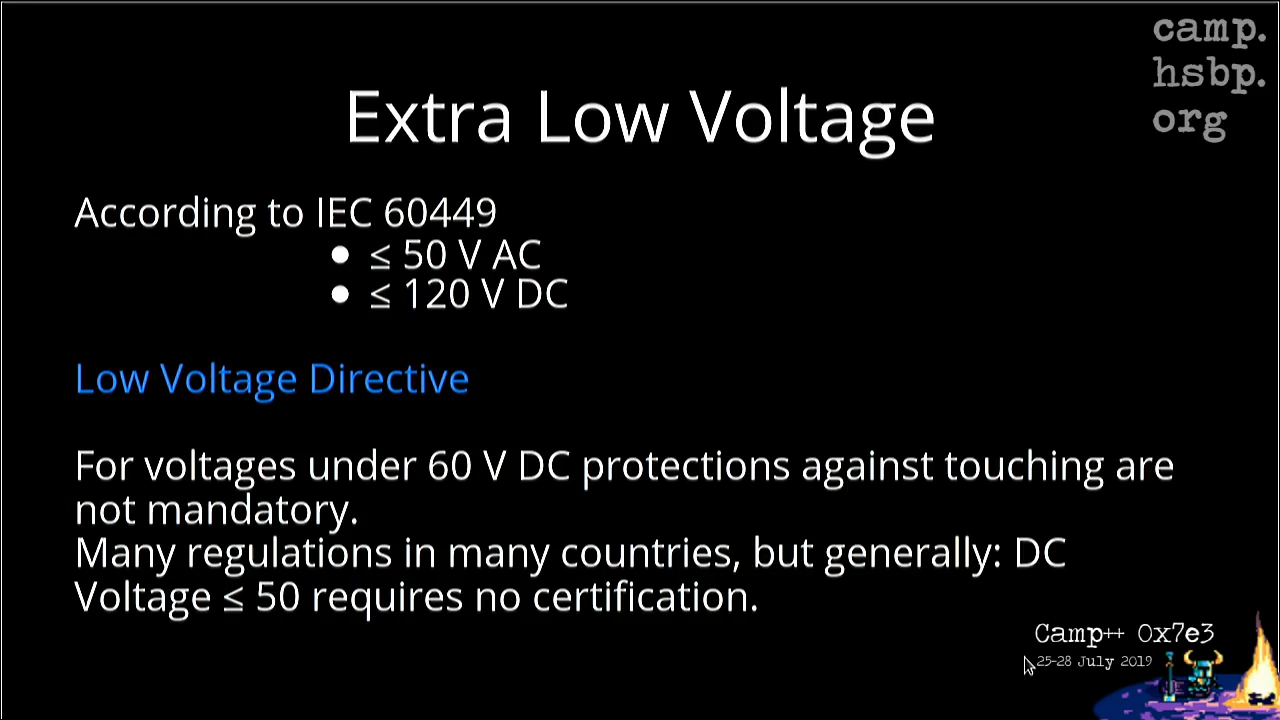 camp.
hsbp.
org
Extra Low Voltage
According to IEC 60449
● ≤ 50 V AC
● ≤ 120 V DC
Low Voltage Directive
For voltages under 60 V DC protections against touching are
not mandatory.
Many regulations in many countries, but generally: DC
Voltage ≤ 50 requires no certification.
Camp++ 0x7e3
25-28 July 2019